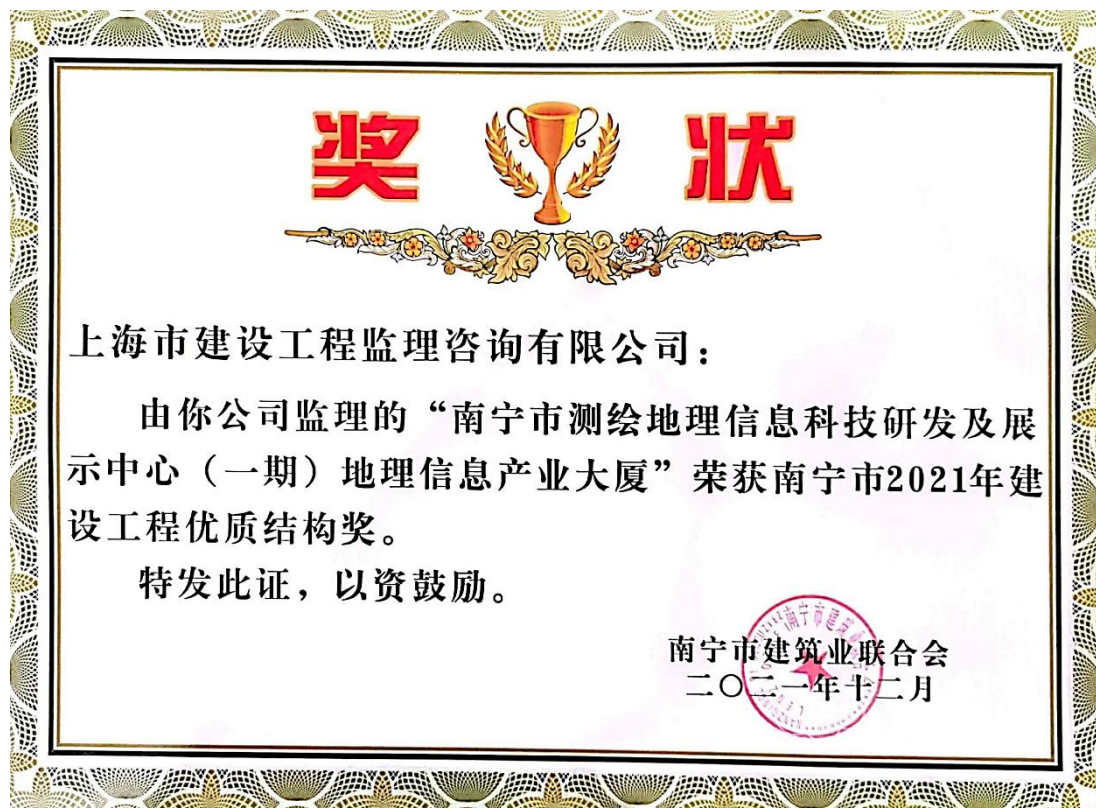 奖状
上海市建设工程监理咨询有限公司：
由你公司监理的“南宁市测绘地理信息科技研发及展
示中心（一期）地理信息产业大厦”荣获南宁市2021年建
设工程优质结构奖。
特发此证，以资鼓励。
南宁市建筑业联合会
二〇二一年十二月